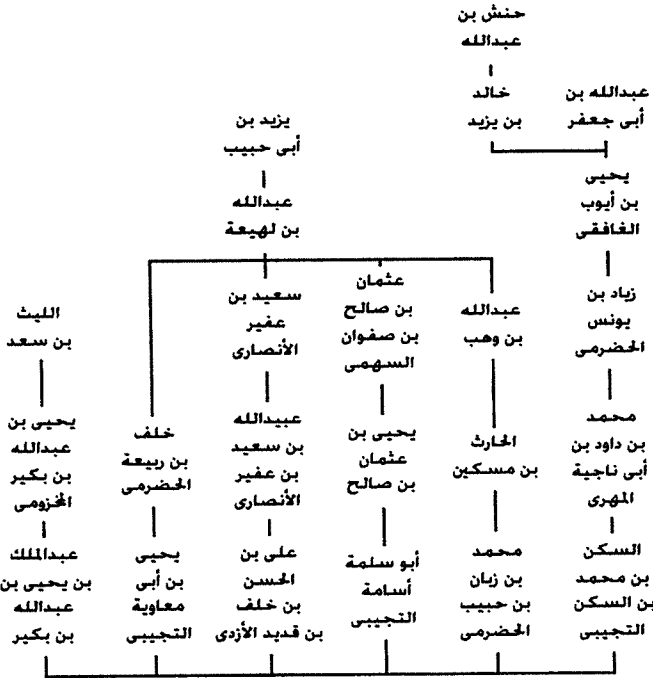 حنش بن
عبدالله
عبدالله بن
أبى جعفر
خالد
بن يزيد
يزيد بن
أبى حبيب
يحيى
بن أيوب
الغافقى
عبدالله
بن لهيعة
زياد بن
يونس
الحضرمى
عبدالله
بن وهب
عثمان
بن صالح
بن صفوان
السهمى
سعيد بن
عفير
الأنصارى
الليث
بن سعد
محمد
بن داود بن
أبى ناجية
المهرى
الحارث
بن مسكين
يحيى بن
عثمان
بن صالح
عبيدالله
بن سعيد
بن عفير
الأنصارى
خلف
بن ربيعة
الحضرمى
يحيى بن
عبدالله
بن بكير
المخزومى
السكن
بن محمد
بن السكن
التجيبى
محمد
بن زبان
بن حبيب
الحضرمى
أبو سلمة
أسامة
التجيبى
على بن
الحسن
بن خلف
بن قديد الأزدى
يحيى
بن أبى
معاوية
التجيبى
عبدالملك
بن يحيى بن
عبدالله
بن بكير